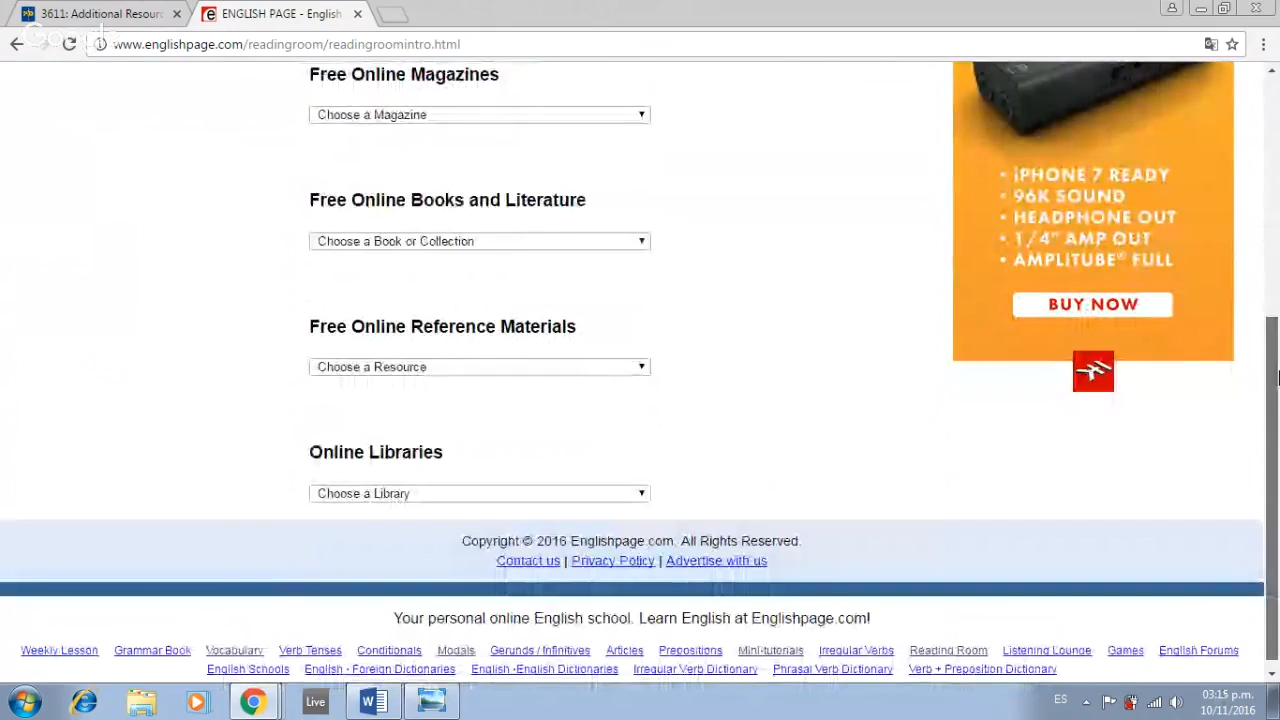 3611: Additional Resour
ENGLISH PAGE - English
Google
www.englishpage.com/readingroom/readingroomintro.html
Free Online Magazines
Choose a Magazine
Free Online Books and Literature
Choose a Book or Collection
Free Online Reference Materials
Choose a Resource
Online Libraries
Choose a Library
• iPHONE 7 READY
• 96K SOUND
• HEADPHONE OUT
• 1/4" AMP OUT
• AMPLITUBE® FULL
BUY NOW
Copyright © 2016 Englishpage.com. All Rights Reserved.
Contact us | Privacy Policy | Advertise with us
Your personal online English school. Learn English at Englishpage.com!
Weekly Lesson Grammar Book Vocabulary Verb Tenses Conditionals Modals Gerunds / Infinitives Articles Prepositions Mini-tutorials Irregular Verbs Reading Room Listening Lounge Games English Forums
English Schools English - Foreign Dictionaries English -English Dictionaries Irregular Verb Dictionary Phrasal Verb Dictionary Verb + Preposition Dictionary
Live
ES
03:15 p.m.
10/11/2016